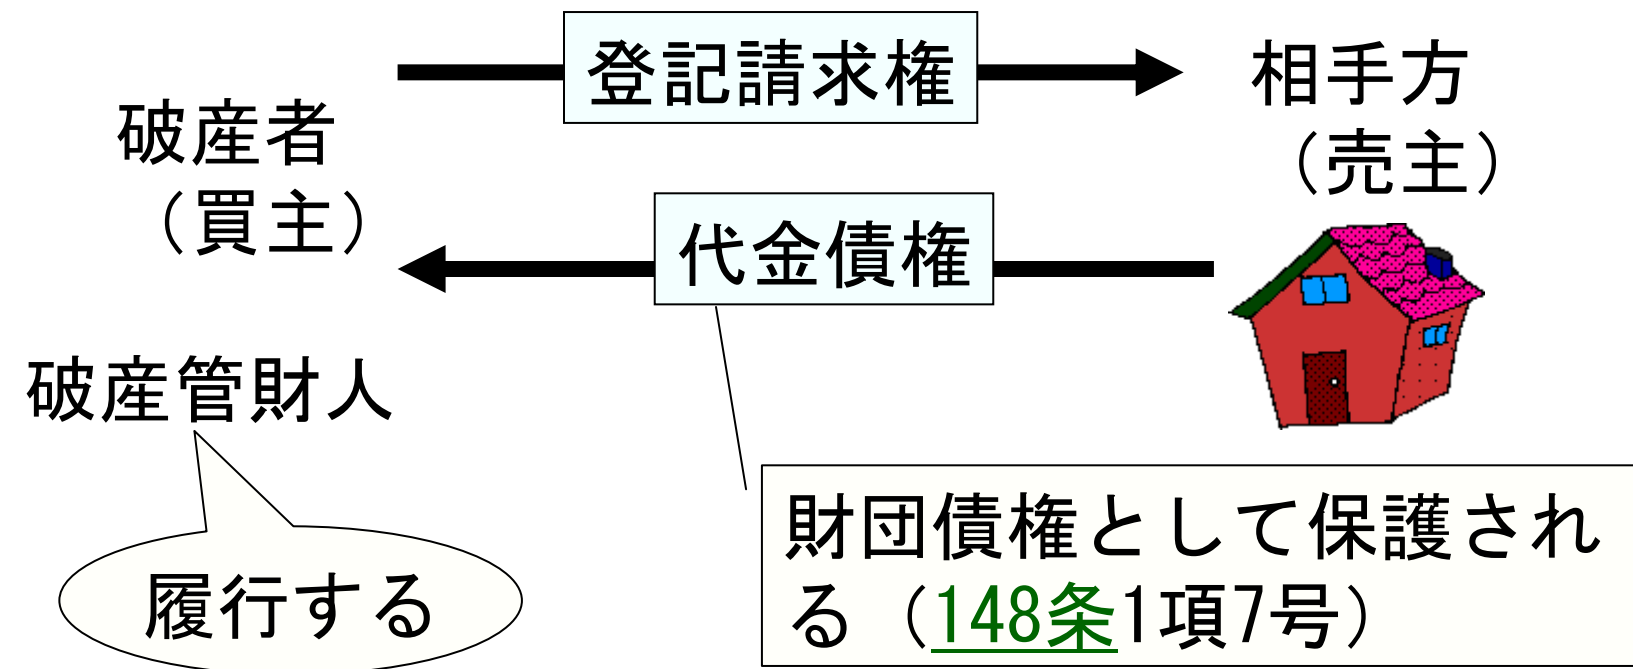 登記請求権
相手方
（売主）
破産者
（買主）
代金債権
破産管財人
履行する
財団債権として保護され
る（148条1項7号）